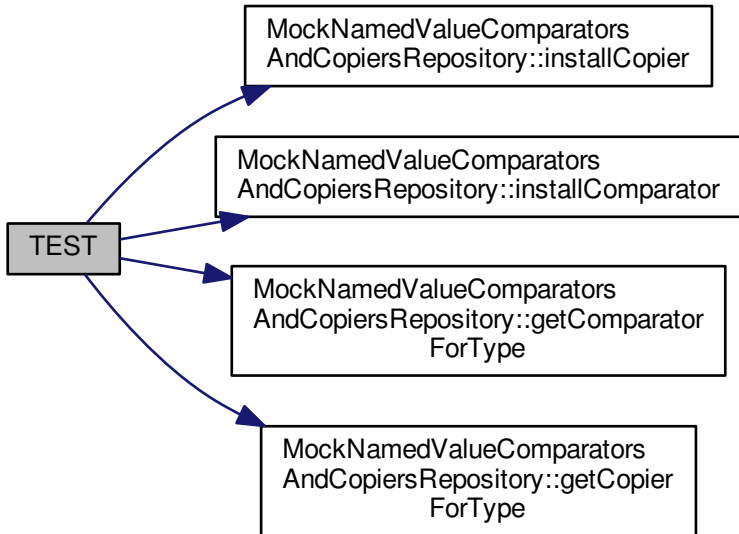 MockNamedValueComparators
AndCopiersRepository::installCopier
MockNamedValueComparators
AndCopiersRepository::installComparator
TEST
MockNamedValueComparators
AndCopiersRepository::getComparator
ForType
MockNamedValueComparators
AndCopiersRepository::getCopier
ForType